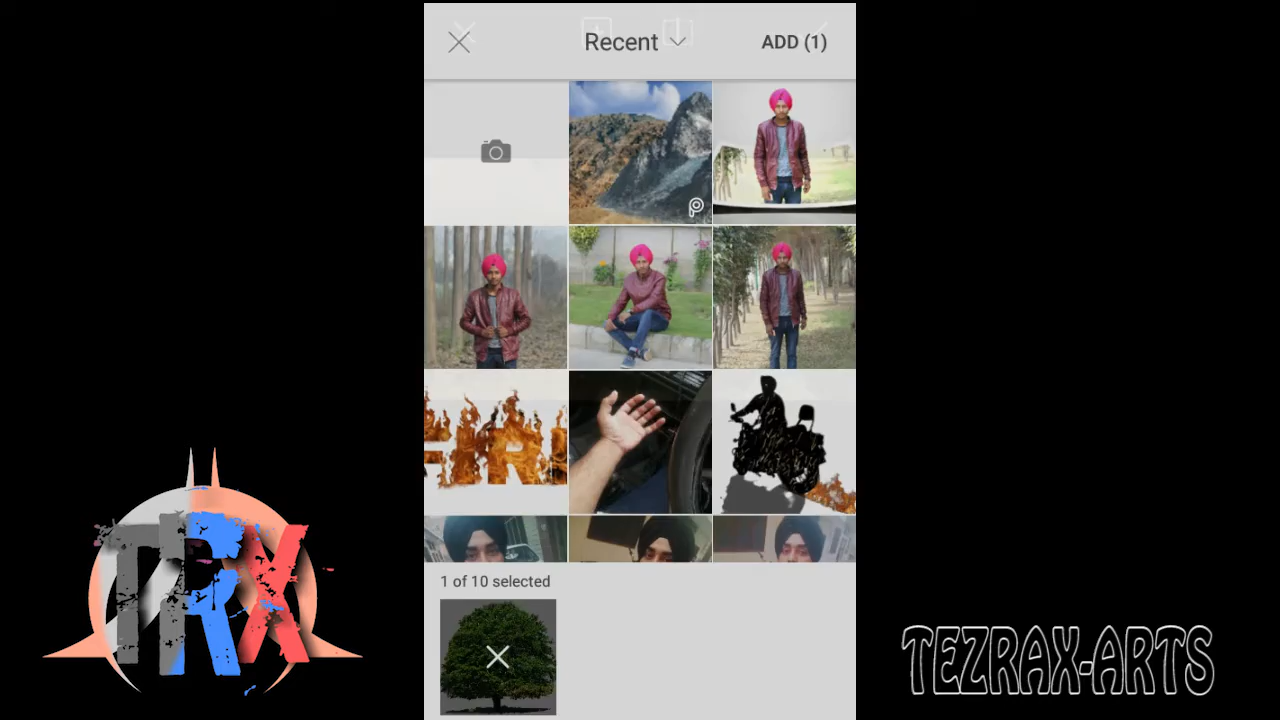 Recent
ADD (1)
1 of 10 selected
TRX
TEZRAX-ARTS